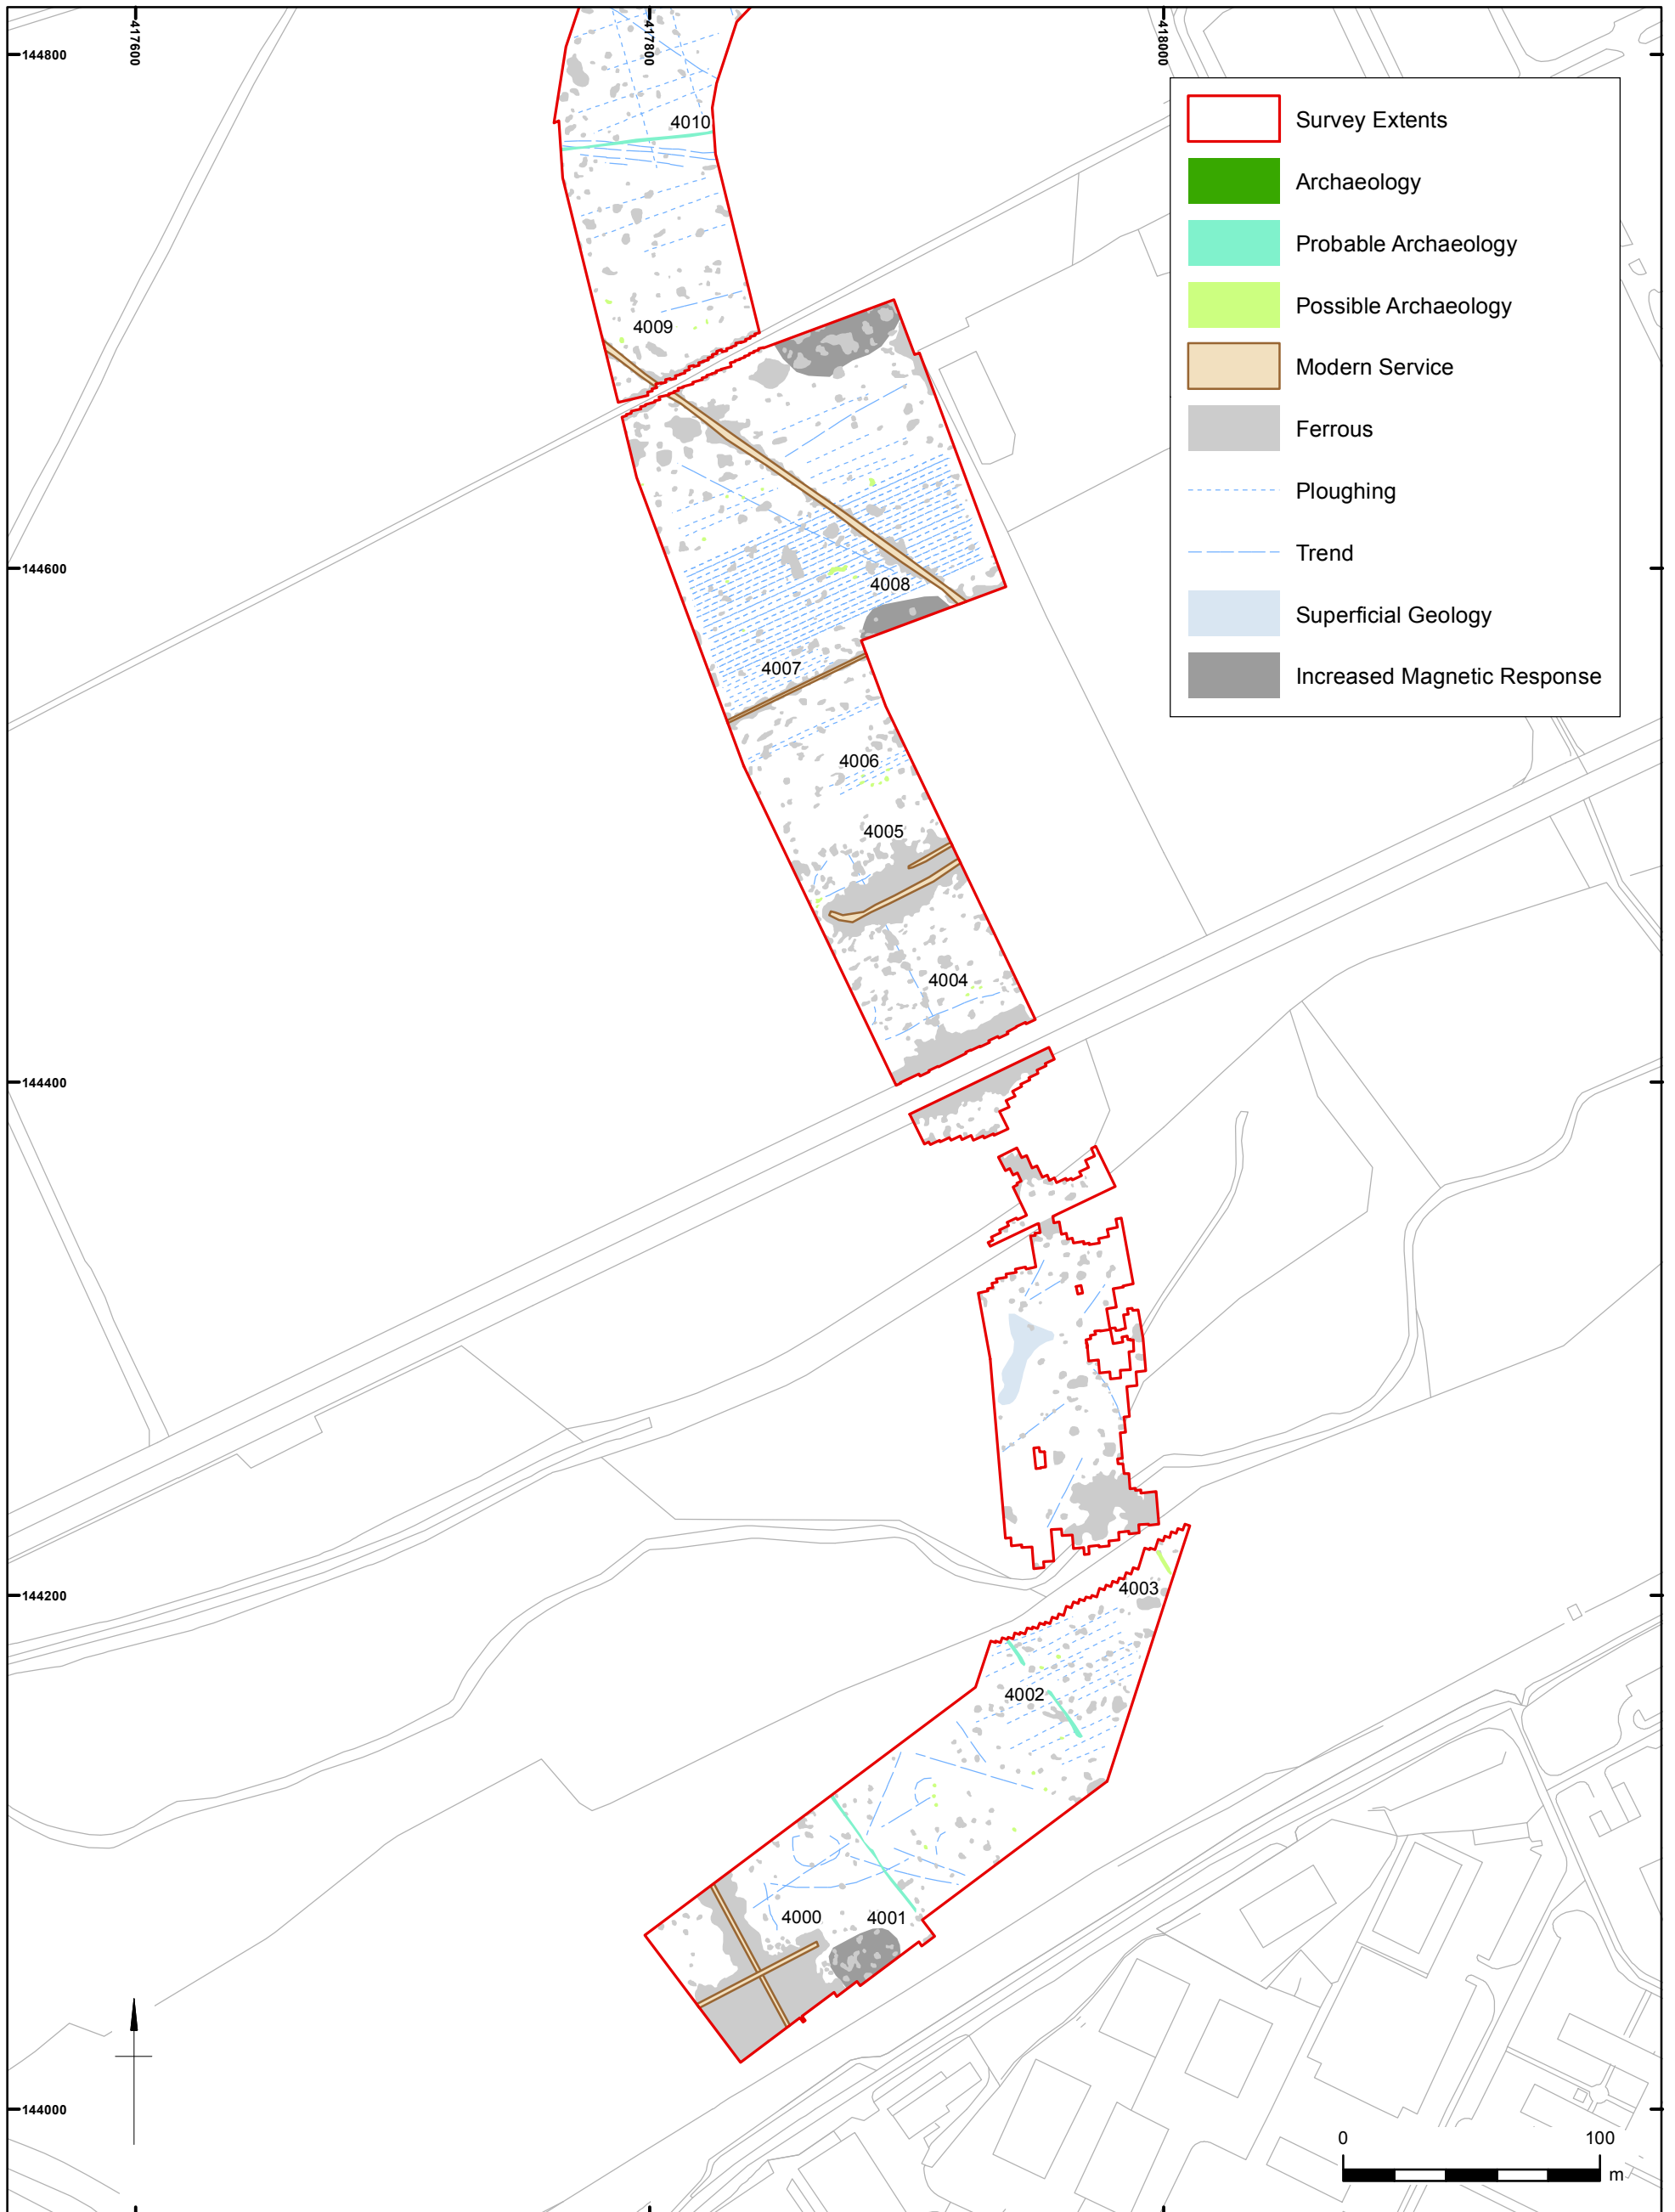 417600
417800
418000
144800
Survey Extents
4010
Archaeology
Probable Archaeology
Possible Archaeology
4009
Modern Service
Ferrous
Ploughing
Trend
144600
4008
Superficial Geology
4007
Increased Magnetic Response
4006
4005
4004
144400
4003
144200
4002
4000
4001
144000
0
100
m